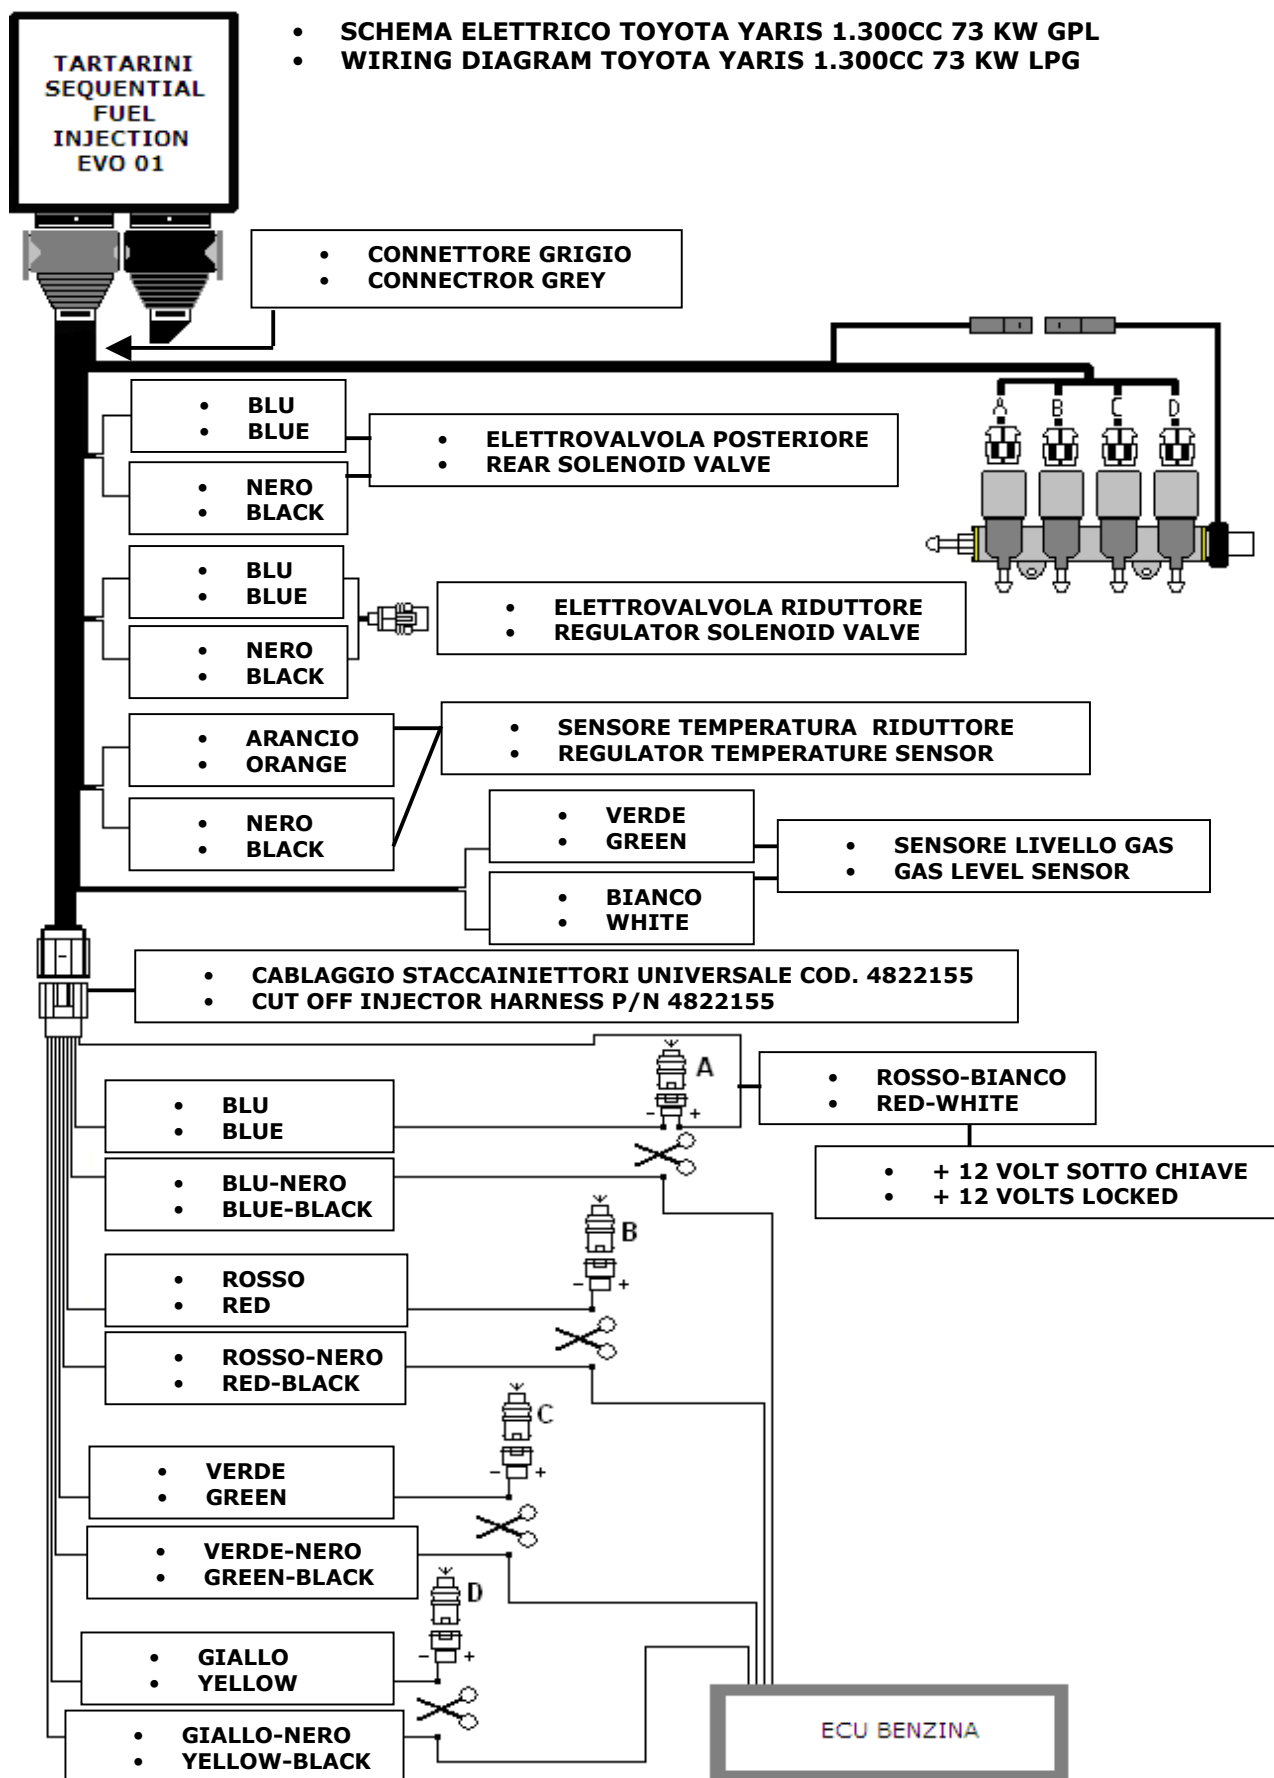 • SCHEMA ELETTRICO TOYOTA YARIS 1.300CC 73 KW GPL
• WIRING DIAGRAM TOYOTA YARIS 1.300CC 73 KW LPG
TARTARINI
SEQUENTIAL
FUEL
INJECTION
EVO 01
• CONNETTORE GRIGIO
• CONNECTROR GREY
A B C D
• BLU
• BLUE
• NERO
• BLACK
• ELETTROVALVOLA POSTERIORE
• REAR SOLENOID VALVE
• BLU
• BLUE
• NERO
• BLACK
• ELETTROVALVOLA RIDUTTORE
• REGULATOR SOLENOID VALVE
• ARANCIO
• ORANGE
• NERO
• BLACK
• SENSORE TEMPERATURA RIDUTTORE
• REGULATOR TEMPERATURE SENSOR
• VERDE
• GREEN
• BIANCO
• WHITE
• SENSORE LIVELLO GAS
• GAS LEVEL SENSOR
• CABLAGGIO STACCAINIETTORI UNIVERSALE COD. 4822155
• CUT OFF INJECTOR HARNESS P/N 4822155
A
- +
• ROSSO-BIANCO
• RED-WHITE
• + 12 VOLT SOTTO CHIAVE
• + 12 VOLTS LOCKED
• BLU
• BLUE
• BLU-NERO
• BLUE-BLACK
B
- +
• ROSSO
• RED
• ROSSO-NERO
• RED-BLACK
C
- +
• VERDE
• GREEN
• VERDE-NERO
• GREEN-BLACK
D
- +
• GIALLO
• YELLOW
• GIALLO-NERO
• YELLOW-BLACK
ECU BENZINA